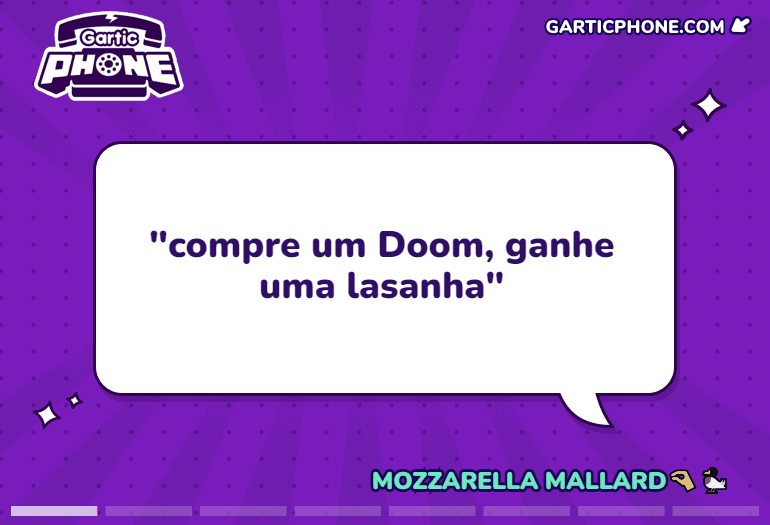 Gartic
PHONE
GARTICPHONE.COM
"compre um Doom, ganhe
uma lasanha"
MOZZARELLA MALLARD